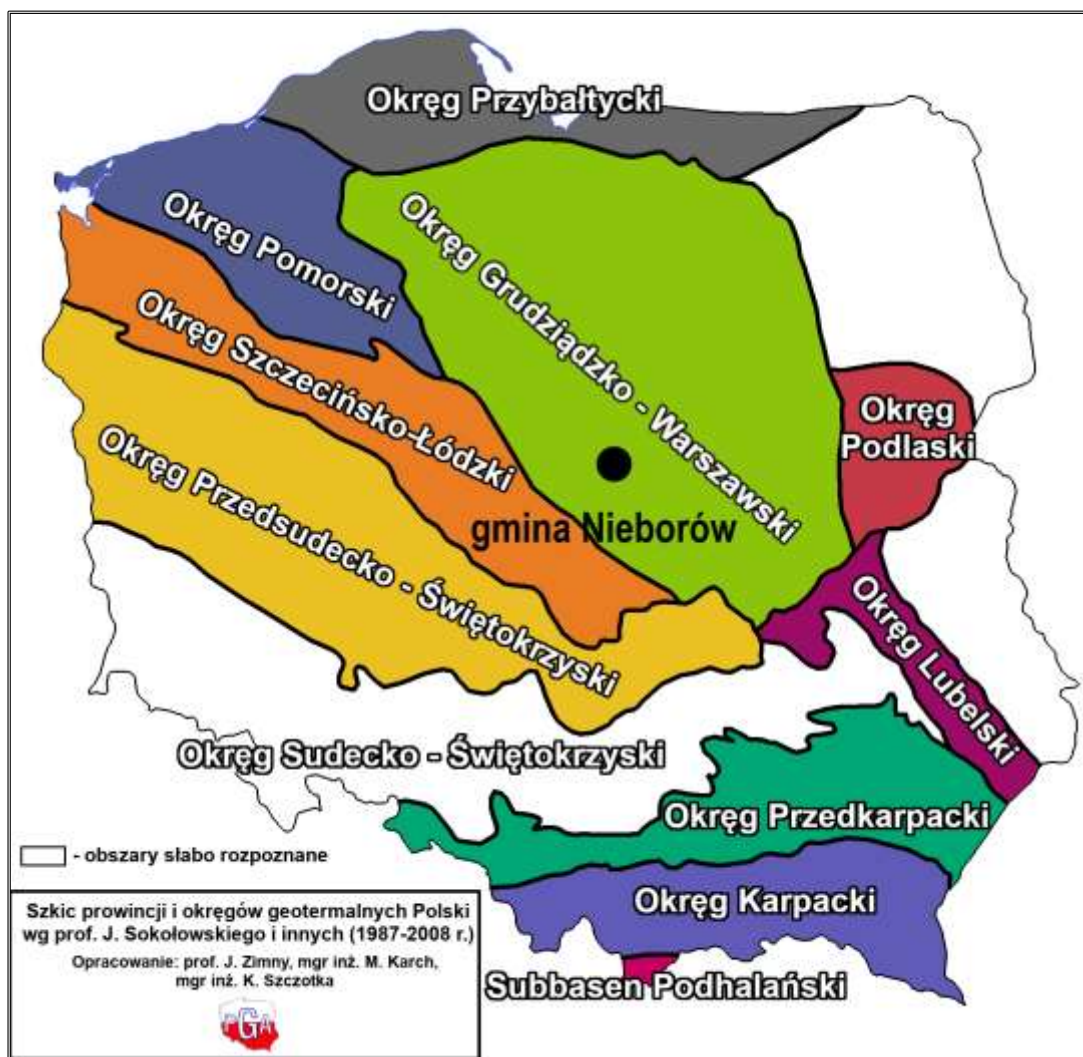 Okręg Przybałtycki
Okręg Pomorski
Okręg Grudziądzko - Warszawski
Okręg Szczecińsko-Łódzki
Okręg
Podlaski
gmina Nieborów
Okręg Przedsudecko - Świętokrzyski
Okręg Lubelski
Okręg Sudecko - Świętokrzyski
Okręg Przedkarpacki
- obszary słabo rozpoznane
Okręg Karpacki
Szkic prowincji i okręgów geotermalnych Polski
wg prof. J. Sokołowskiego i innych (1987-2008 r.)
Opracowanie: prof. J. Zimny, mgr inż. M. Karch,
mgr inż. K. Szczotka
Subbasen Podhalański
PGA